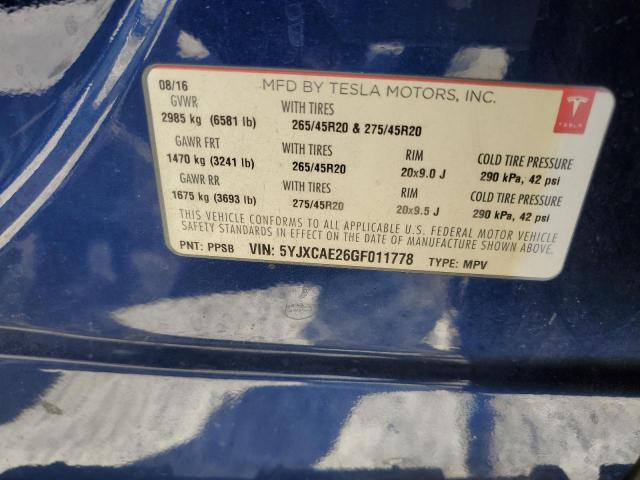 08/16 MFD BY TESLA MOTORS, INC.
GVWR WITH TIRES
2985 kg (6581 lb) 265/45R20 & 275/45R20
TESLA
GAWR FRT WITH TIRES RIM COLD TIRE PRESSURE
1470 kg (3241 lb) 265/45R20 20x9.0 J 290 kPa, 42 psi
GAWR RR WITH TIRES RIM COLD TIRE PRESSURE
1675 kg (3693 lb) 275/45R20 20x9.5 J 290 kPa, 42 psi
THIS VEHICLE CONFORMS TO ALL APPLICABLE U.S. FEDERAL MOTOR VEHICLE
SAFETY STANDARDS IN EFFECT ON THE DATE OF MANUFACTURE SHOWN ABOVE.
PNT: PPSB VIN: 5YJXCAE26GF011778 TYPE: MPV